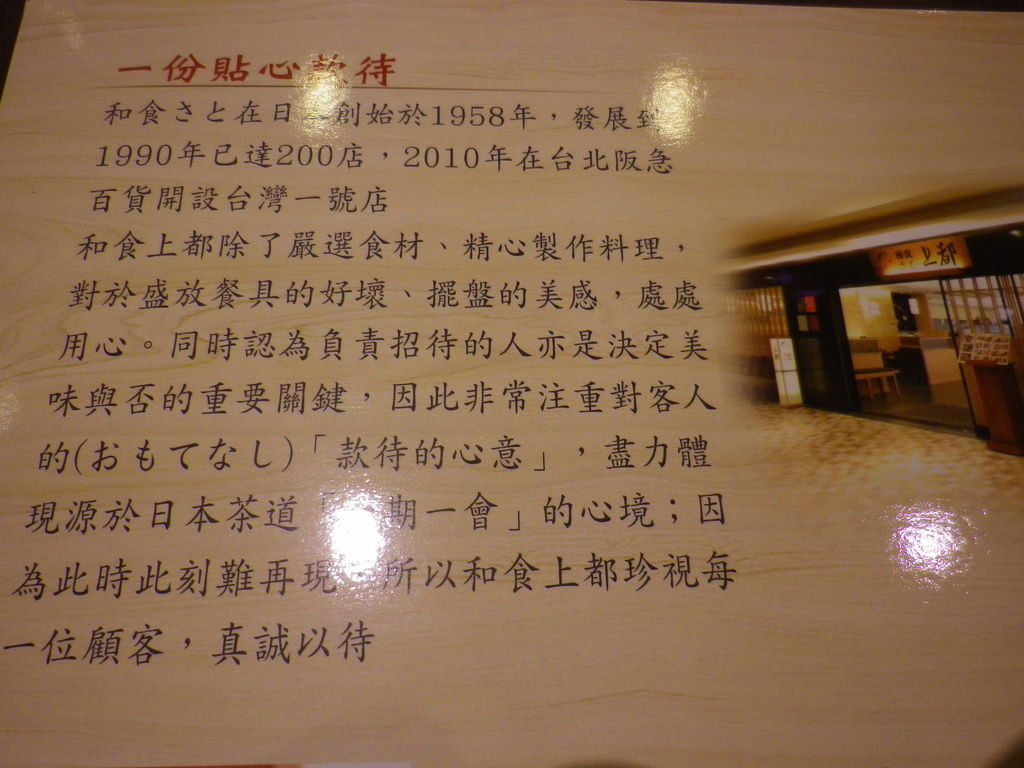 一份貼心款待
和食さと在日 創始於1958年，發展到
1990年已達200店，2010年在台北阪急
百貨開設台灣一號店
和食上都除了嚴選食材、精心製作料理，
對於盛放餐具的好壞、擺盤的美感，處處
用心。同時認為負責招待的人亦是決定美
味與否的重要關鍵，因此非常注重對客人
的(おもてなし)「款待的心意」，盡力體
現源於日本茶道「 期一會」的心境；因
為此時此刻難再現 所以和食上都珍視每
一位顧客，真誠以待
和食 上都